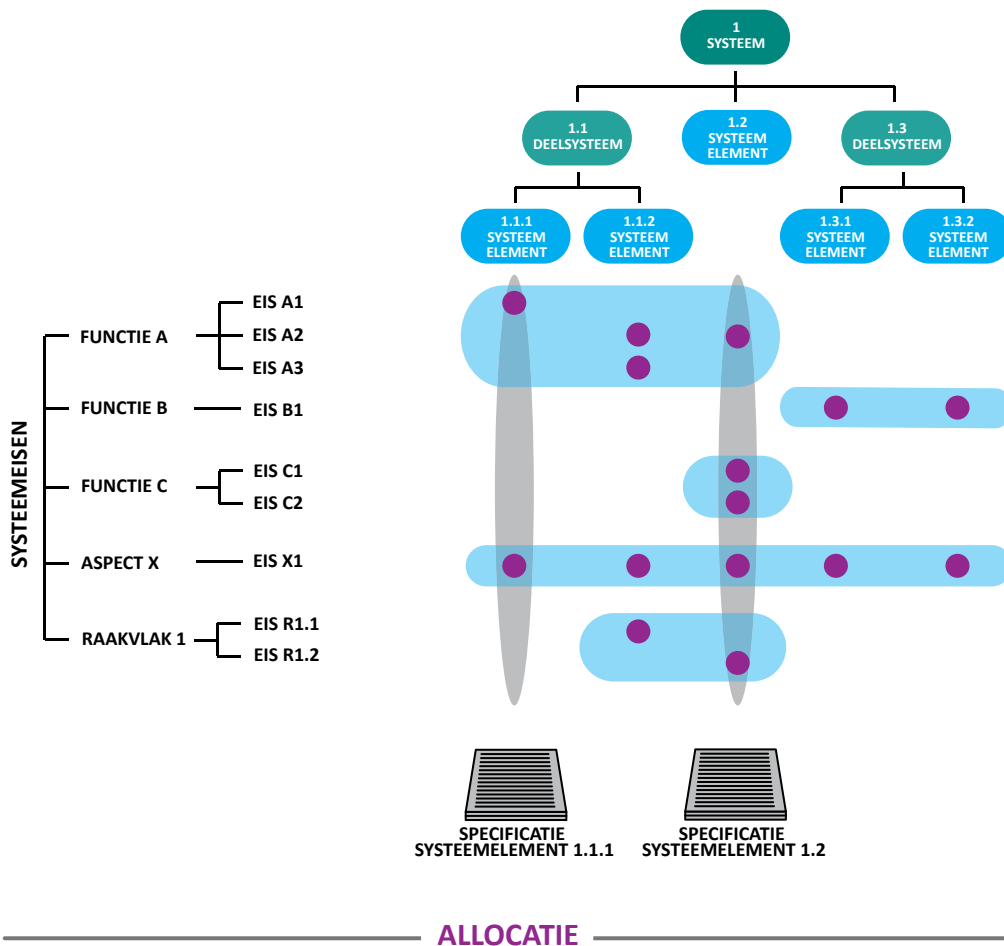 1
SYSTEEM
1.1
DEELSYSTEEM
1.2
SYSTEEM
ELEMENT
1.3
DEELSYSTEEM
1.1.1
SYSTEEM
ELEMENT
1.1.2
SYSTEEM
ELEMENT
1.3.1
SYSTEEM
ELEMENT
1.3.2
SYSTEEM
ELEMENT
SYSTEEMEISEN
FUNCTIE A
EIS A1
EIS A2
EIS A3
FUNCTIE B
EIS B1
FUNCTIE C
EIS C1
EIS C2
ASPECT X
EIS X1
RAAKVLAK 1
EIS R1.1
EIS R1.2
SPECIFICATIE
SYSTEEMELEMENT 1.1.1
SPECIFICATIE
SYSTEEMELEMENT 1.2
ALLOCATIE